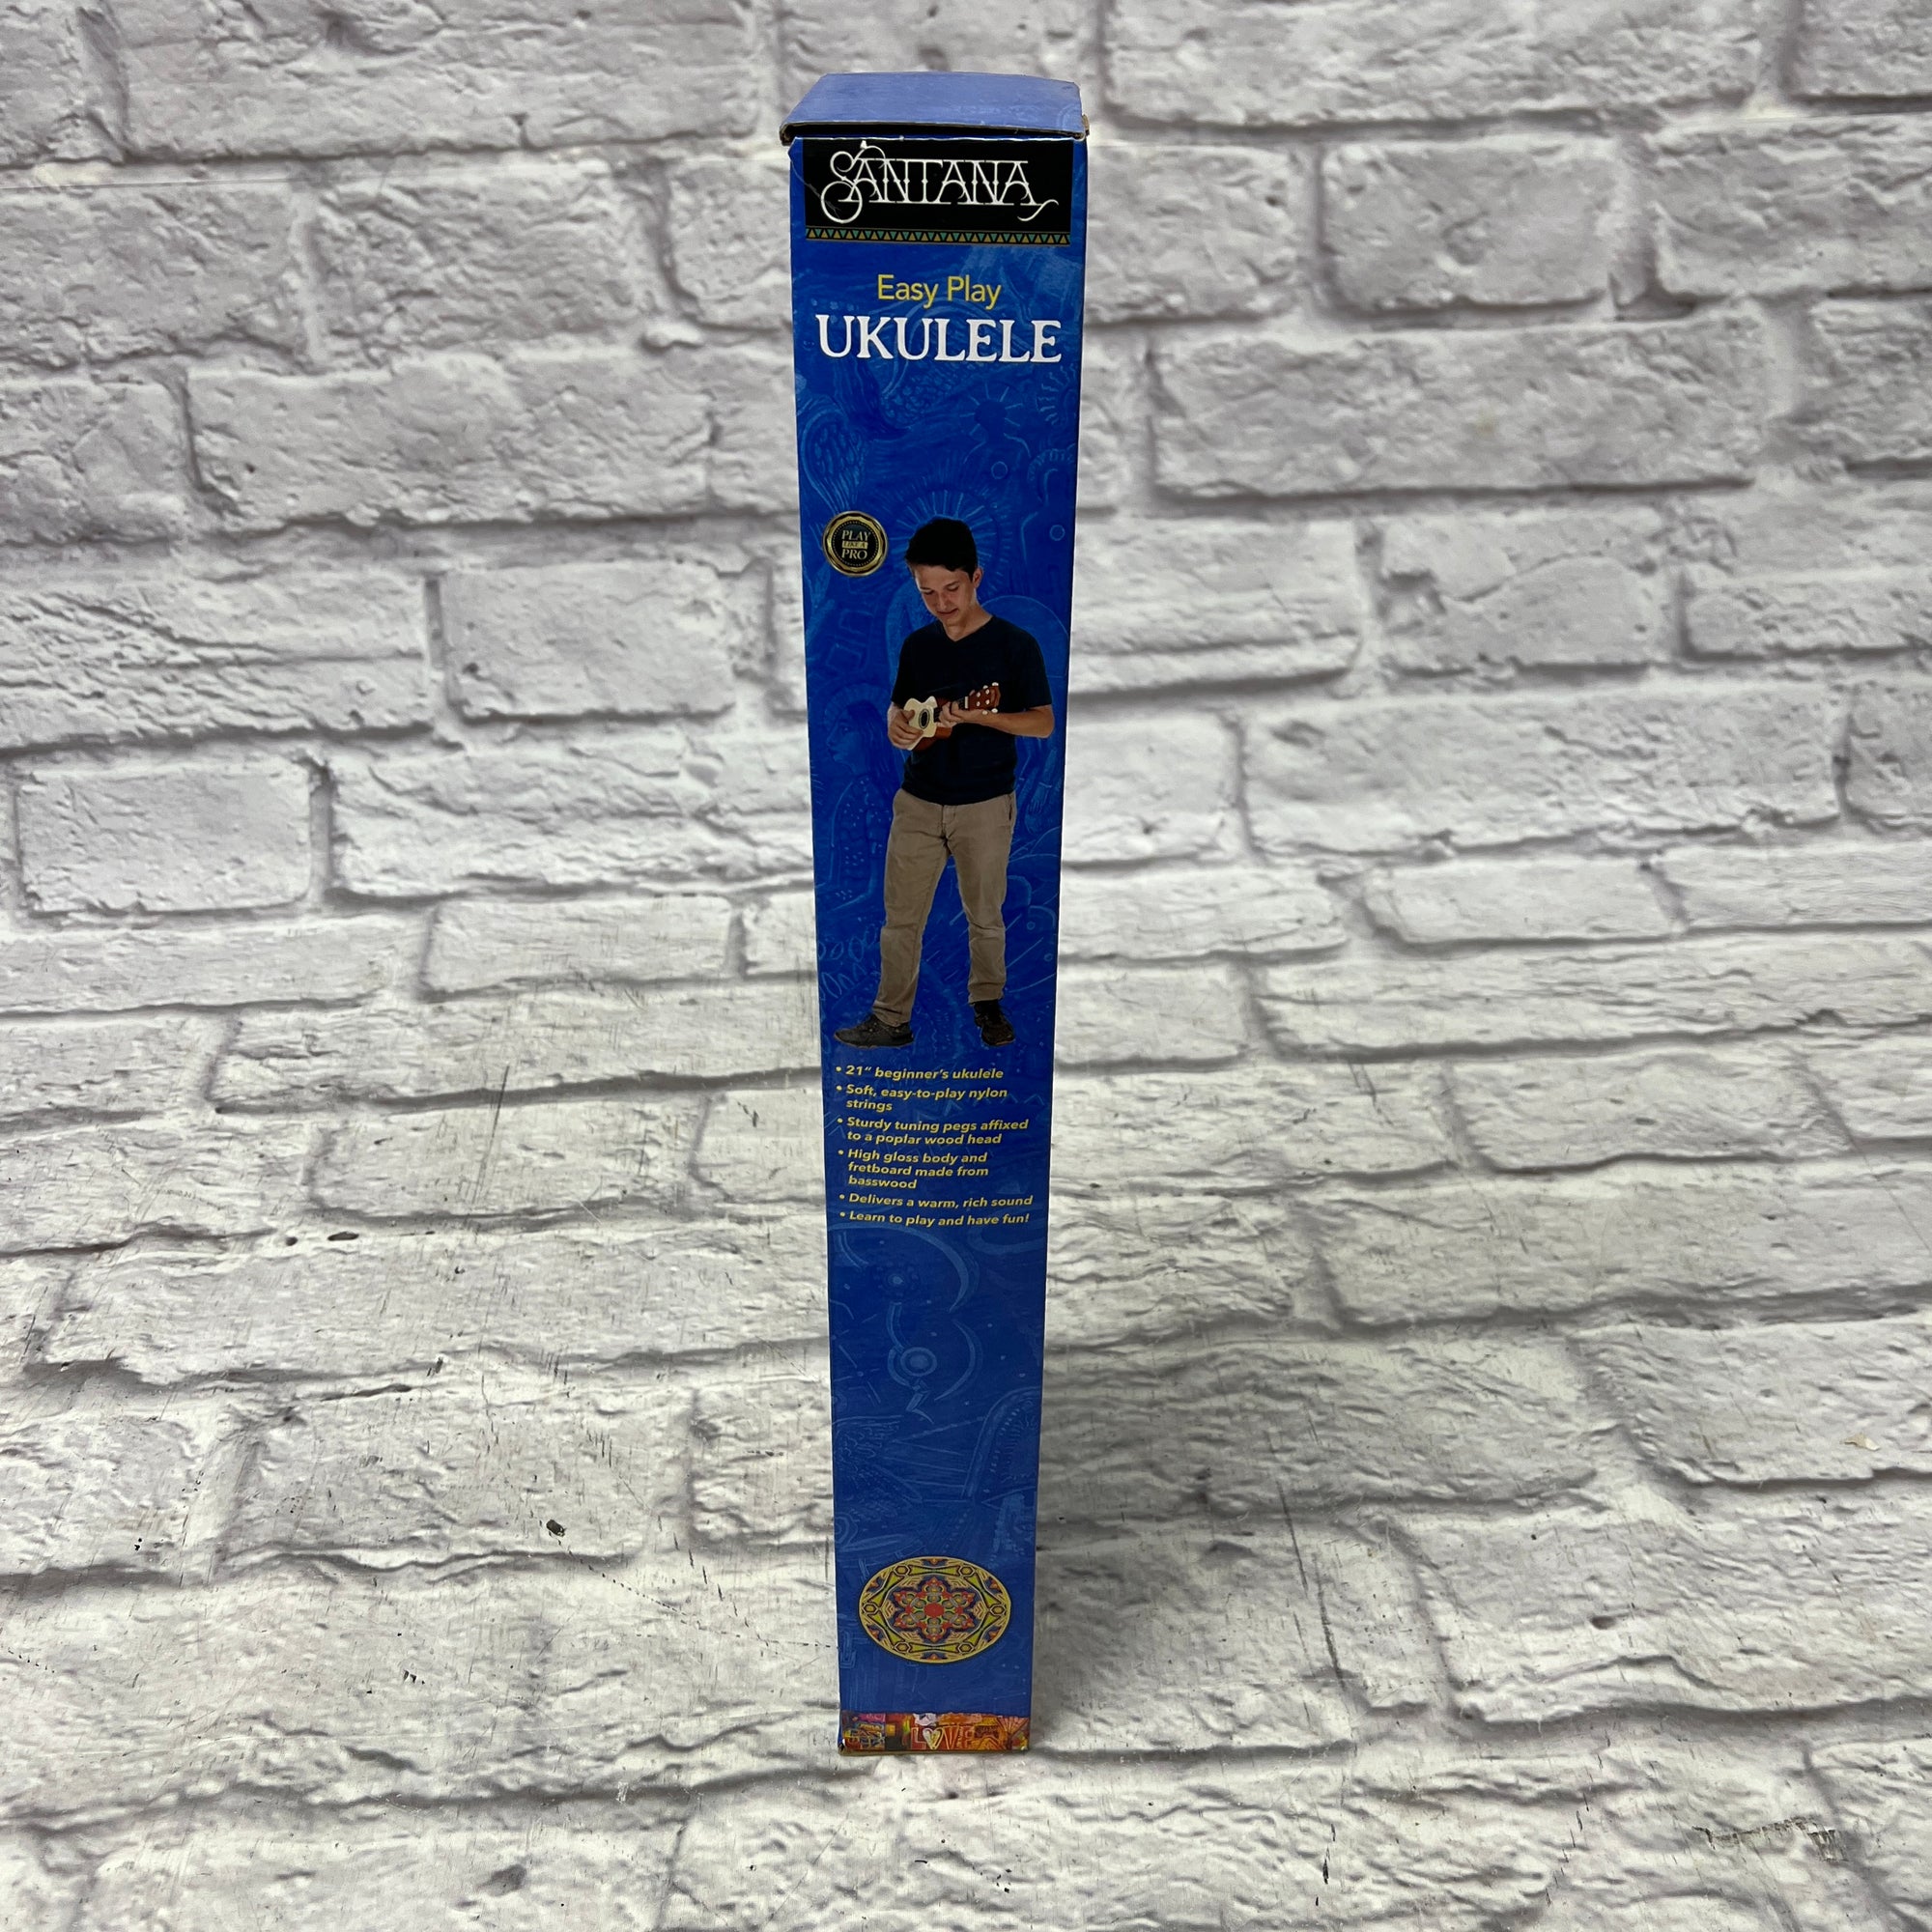 SANTANA
Easy Play
UKULELE
PLAY
LIKE A
PRO
• 21" beginner's ukulele
• Soft, easy-to-play nylon
strings
• Sturdy tuning pegs affixed
to a poplar wood head
• High gloss body and
fretboard made from
basswood
• Delivers a warm, rich sound
• Learn to play and have fun!